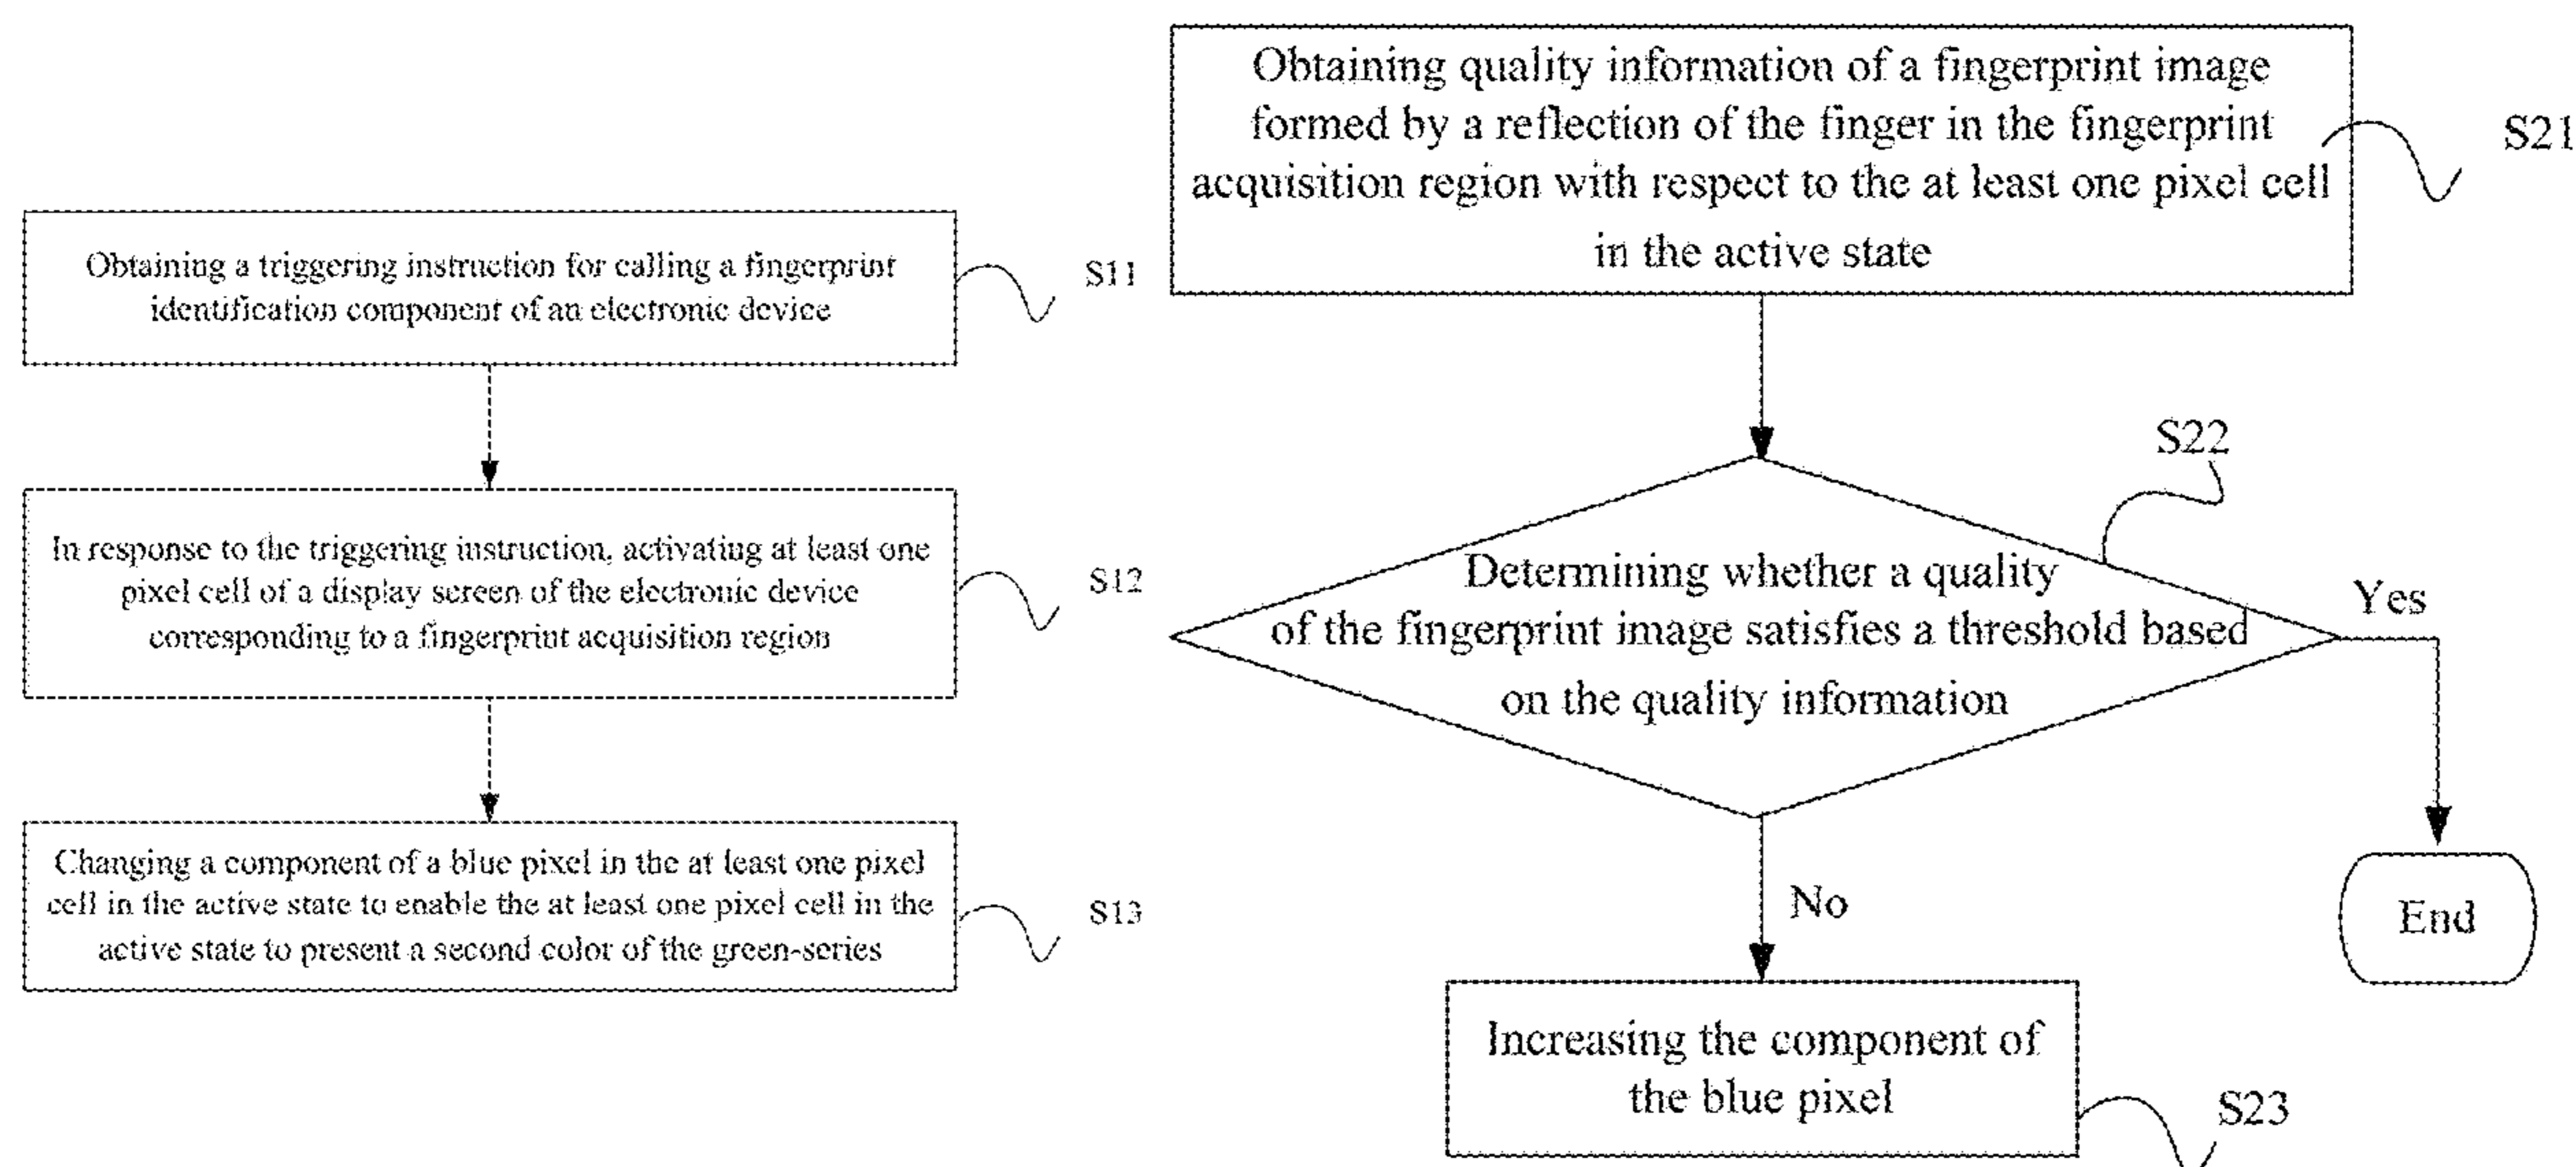 Obtaining a triggering instruction for calling a fingerprint
identification component of an electronic device
S11
In response to the triggering instruction, activating at least one
pixel cell of a display screen of the electronic device
corresponding to a fingerprint acquisition region
S12
Changing a component of a blue pixel in the at least one pixel
cell in the active state to enable the at least one pixel cell in the
active state to present a second color of the green-series
S13
Obtaining quality information of a fingerprint image
formed by a reflection of the finger in the fingerprint
acquisition region with respect to the at least one pixel cell
in the active state
S21
S22
Determining whether a quality
of the fingerprint image satisfies a threshold based
on the quality information
Yes
No
End
Increasing the component of
the blue pixel
S23